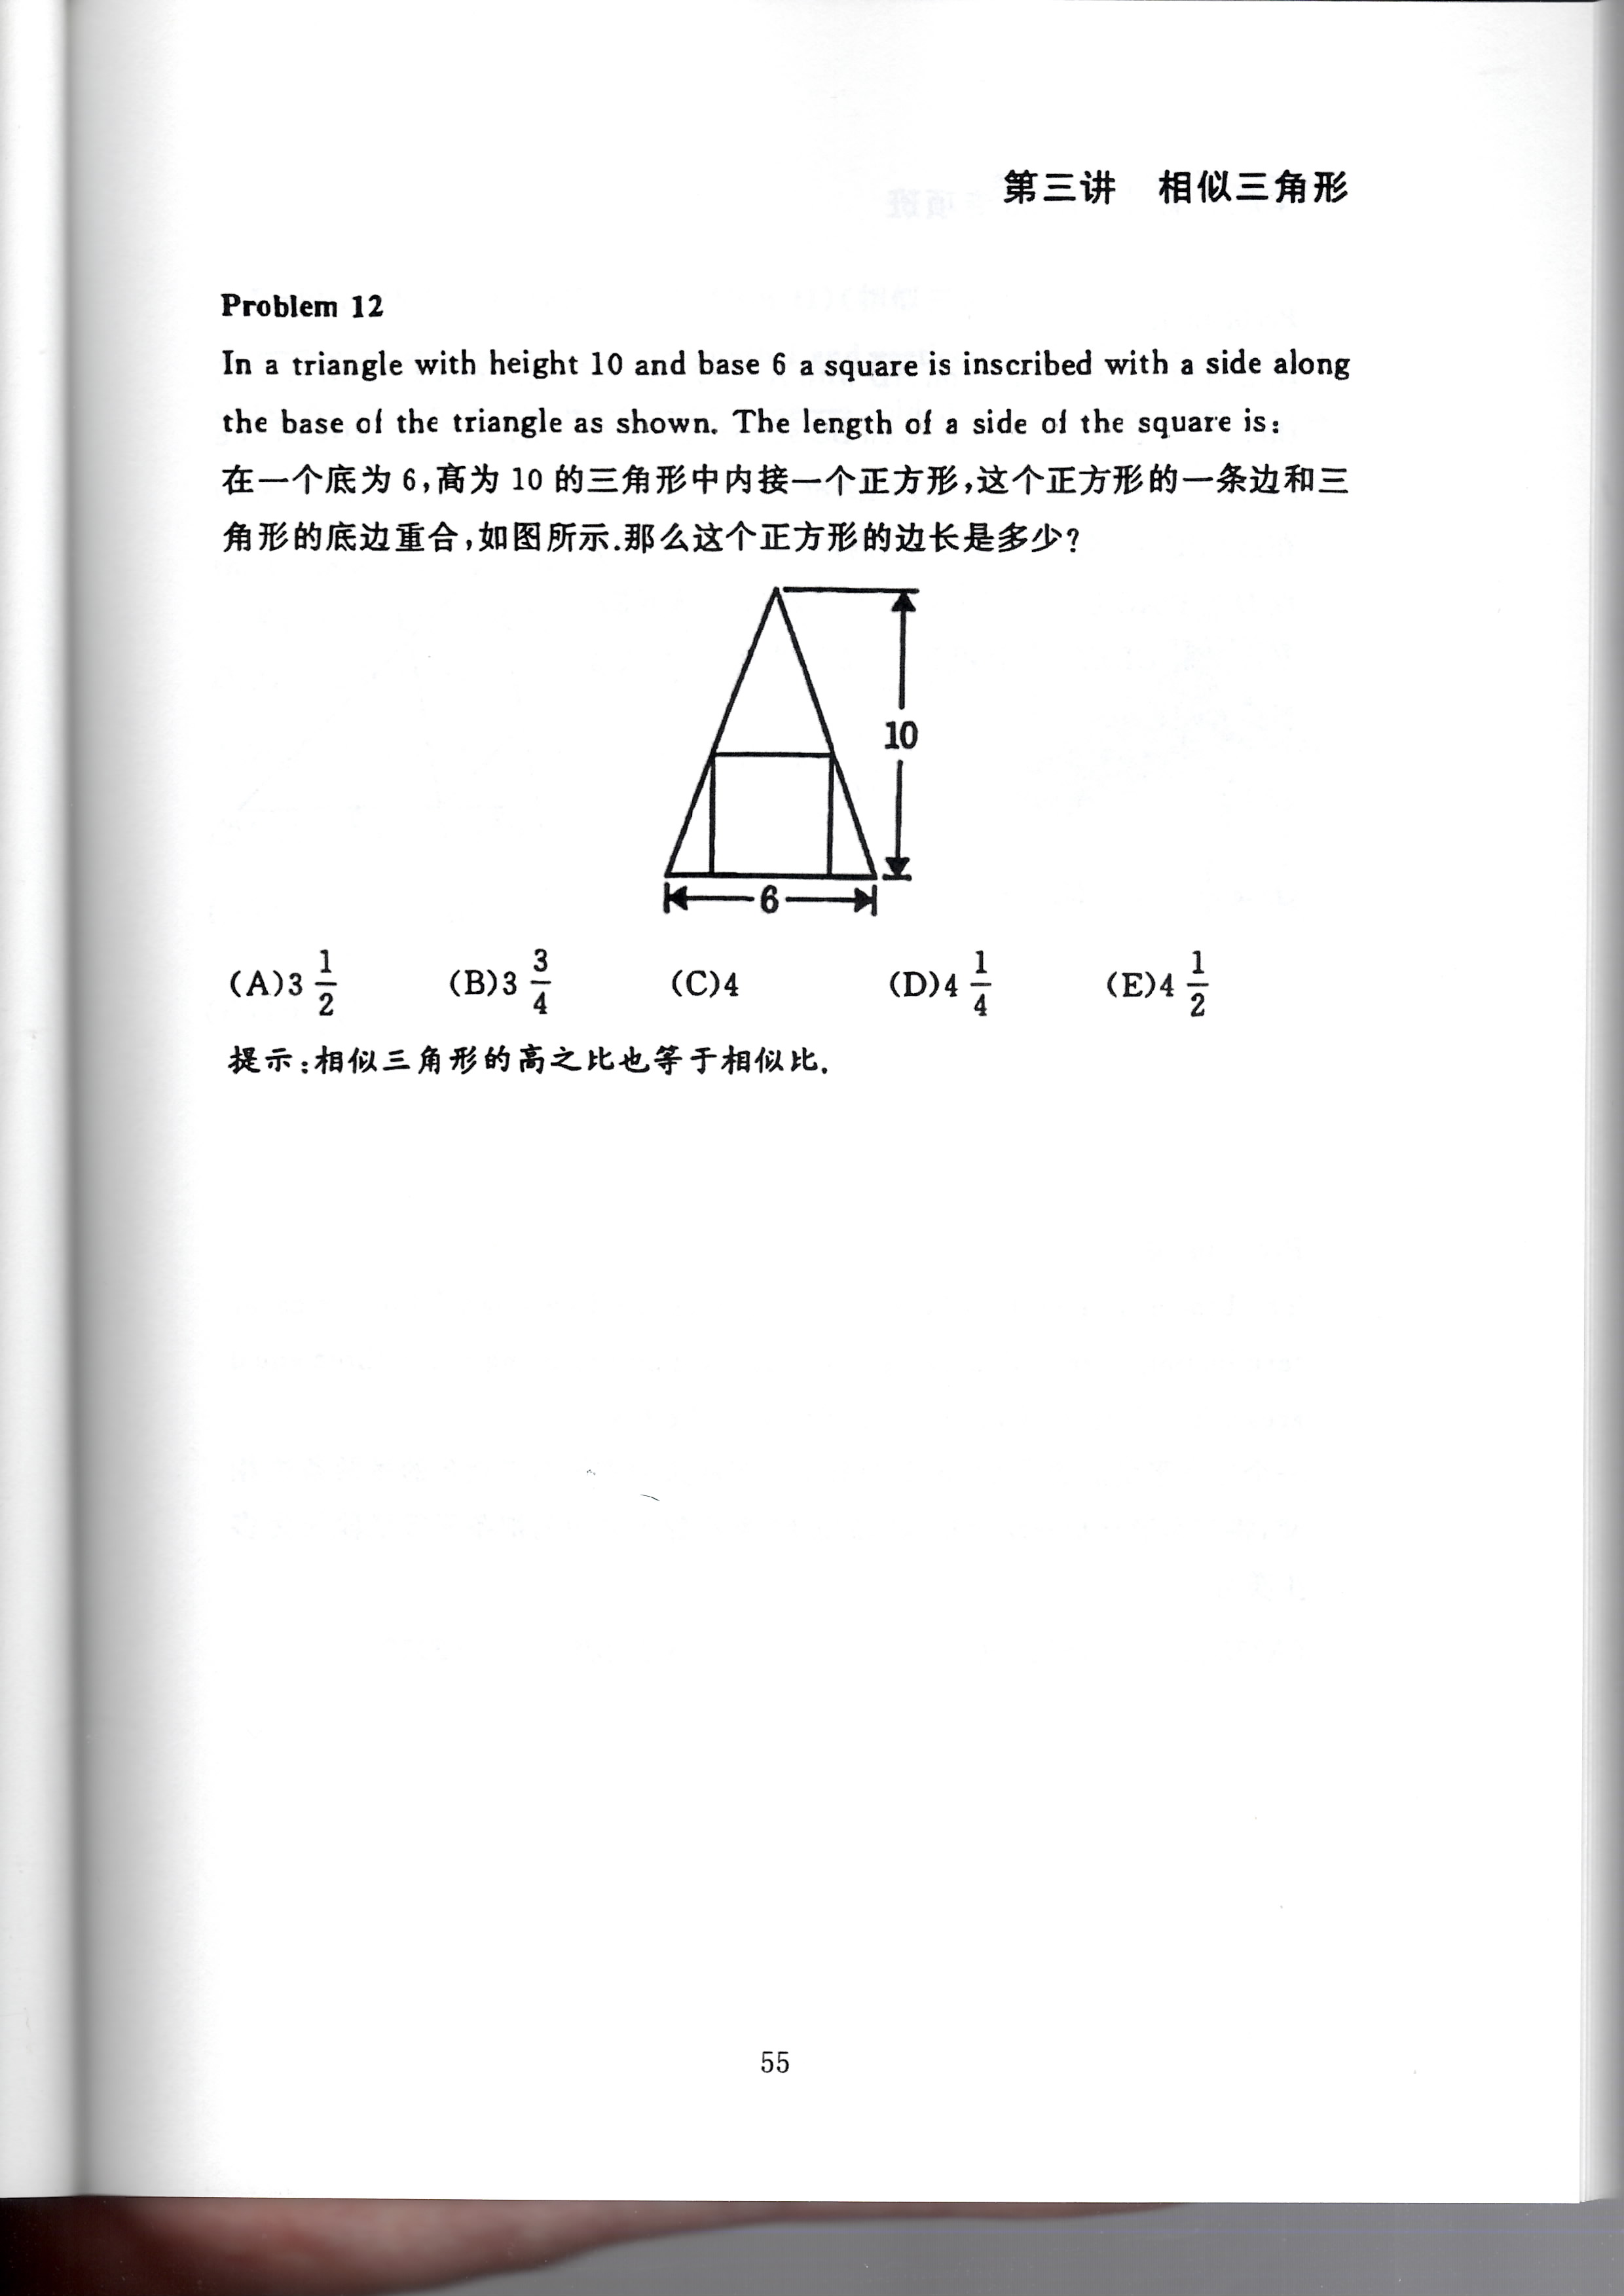 第三讲 相似三角形
Problem 12
In a triangle with height 10 and base 6 a square is inscribed with a side along
the base of the triangle as shown. The length of a side of the square is:
在一个底为 6,高为 10 的三角形中内接一个正方形,这个正方形的一条边和三
角形的底边重合,如图所示.那么这个正方形的边长是多少?
10
6
(A)3 1/2 (B)3 3/4 (C)4 (D)4 1/4 (E)4 1/2
提示:相似三角形的高之比也等于相似比.
55